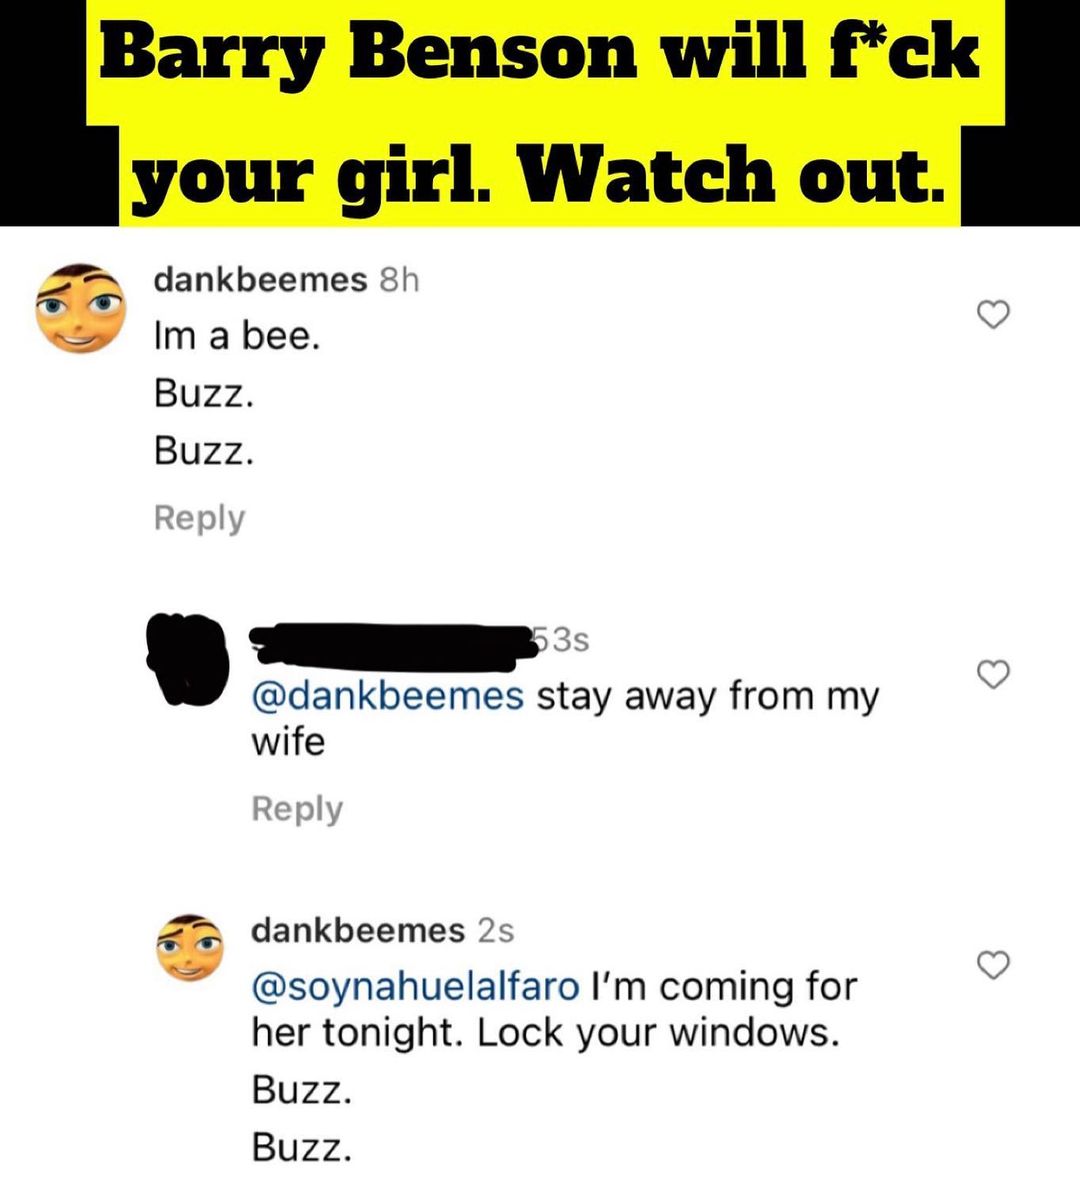 Barry Benson will f*ck
your girl. Watch out.
dankbeemes 8h
Im a bee.
Buzz.
Buzz.
Reply
53s
@dankbeemes stay away from my
wife
Reply
dankbeemes 2s
@soynahuelalfaro I'm coming for
her tonight. Lock your windows.
Buzz.
Buzz.